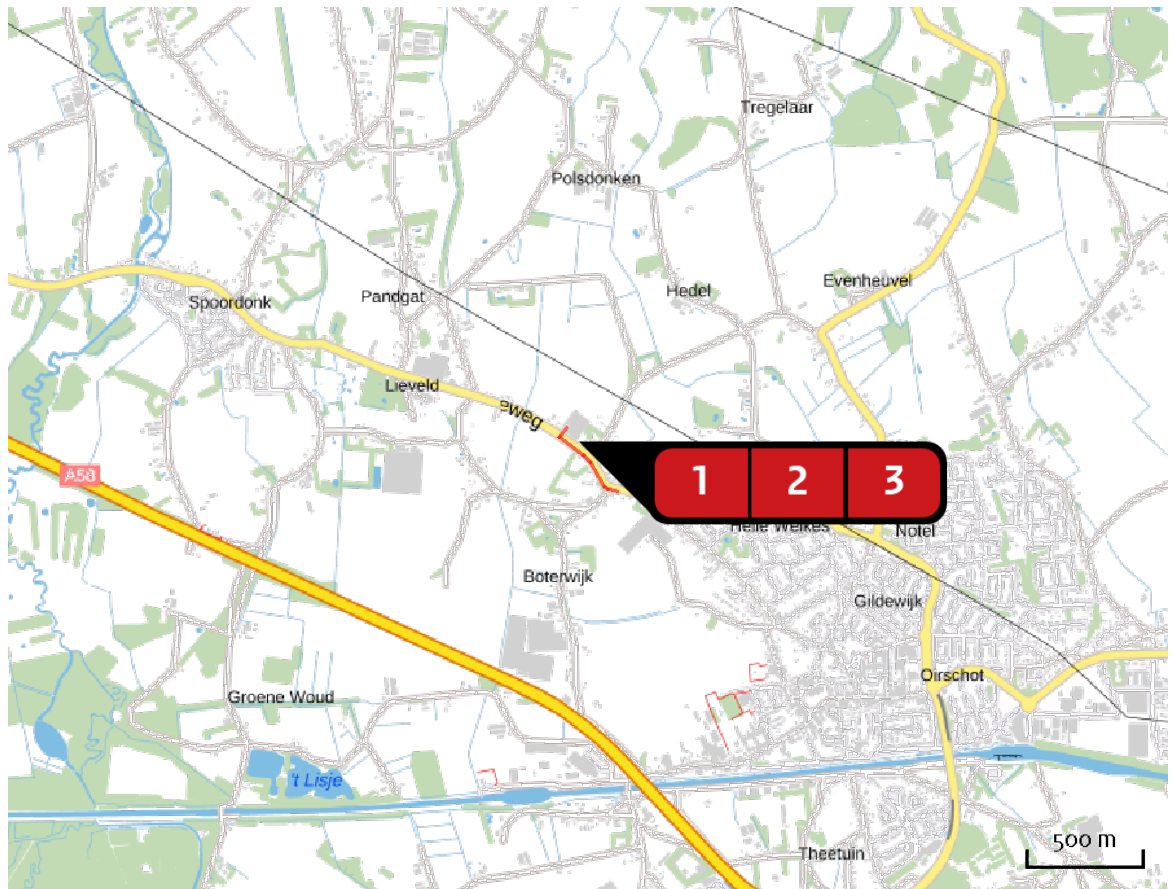 Tregelaar
Polsdonken
Evenheuvel
Hedel
Pandgat
Spoordonk
Lieveld
eweg
A58
1 2 3
Notel
Boterwijk
Gildewijk
Oirschot
Groene Woud
't Lisje
500 m
Theetuin